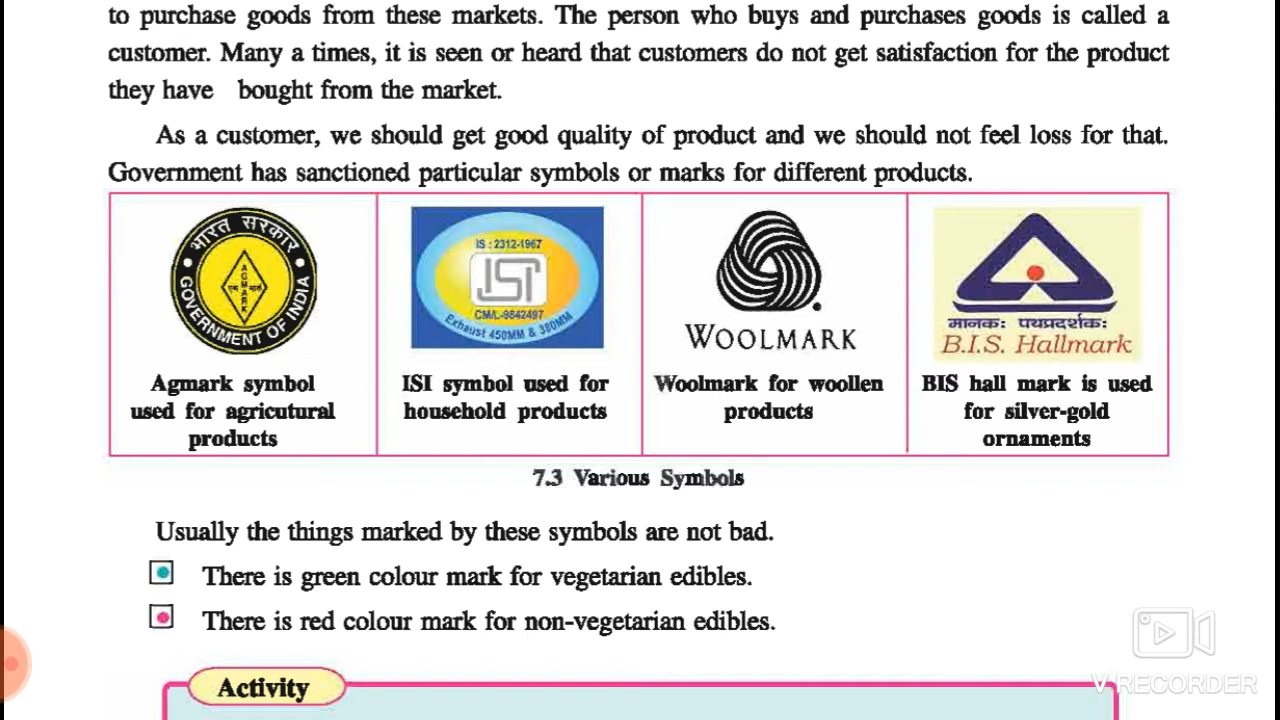 to purchase goods from these markets. The person who buys and purchases goods is called a
customer. Many a times, it is seen or heard that customers do not get satisfaction for the product
they have bought from the market.
As a customer, we should get good quality of product and we should not feel loss for that.
Government has sanctioned particular symbols or marks for different products.
भारत सरकार
AGMARK
एग मार्क
GOVERNMENT OF INDIA
Agmark symbol
used for agricutural
products
IS : 2312-1967
ISI
CM/L-9642497
Exhaust 450MM & 380MM
ISI symbol used for
household products
WOOLMARK
Woolmark for woollen
products
मानकः पथप्रदर्शकः
B.I.S. Hallmark
BIS hall mark is used
for silver-gold
ornaments
7.3 Various Symbols
Usually the things marked by these symbols are not bad.
There is green colour mark for vegetarian edibles.
There is red colour mark for non-vegetarian edibles.
Activity
V RECORDER